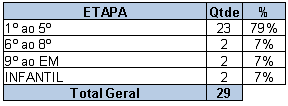 ETAPA Qtde %
1º ao 5º 23 79%
6º ao 8º 2 7%
9º ao EM 2 7%
INFANTIL 2 7%
Total Geral 29